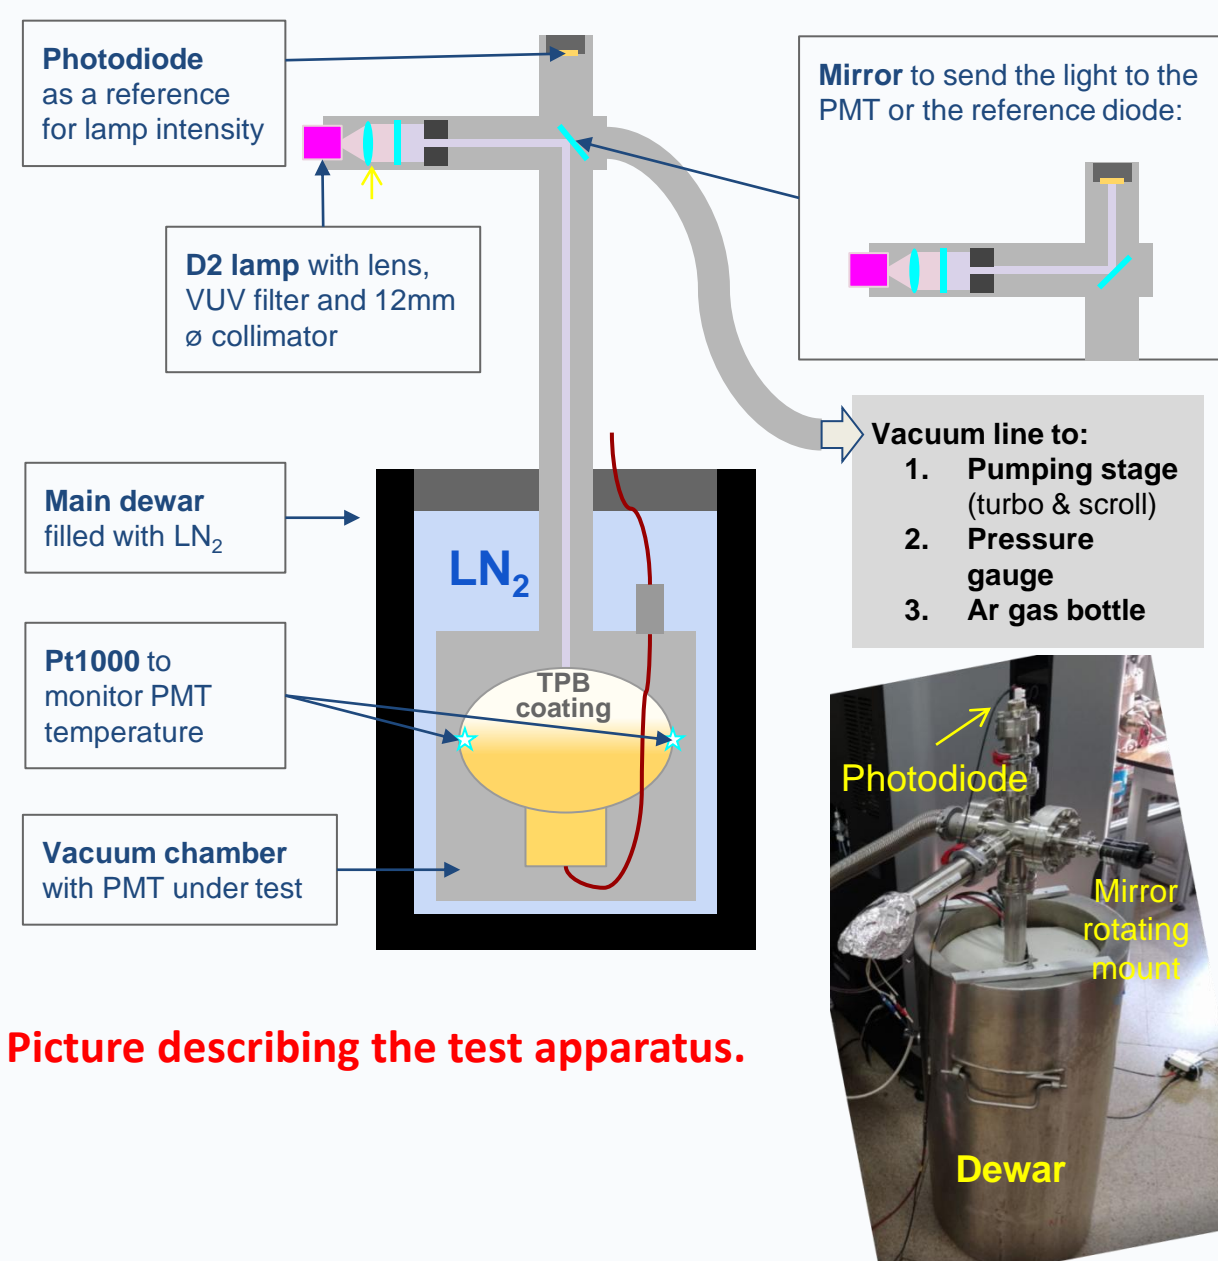 Photodiode
as a reference
for lamp intensity
Mirror to send the light to the
PMT or the reference diode:
D2 lamp with lens,
VUV filter and 12mm
ø collimator
Vacuum line to:
1. Pumping stage
(turbo & scroll)
2. Pressure
gauge
3. Ar gas bottle
Main dewar
filled with LN₂
LN₂
Pt1000 to
monitor PMT
temperature
TPB
coating
Vacuum chamber
with PMT under test
Photodiode
Mirror
rotating
mount
Dewar
Picture describing the test apparatus.